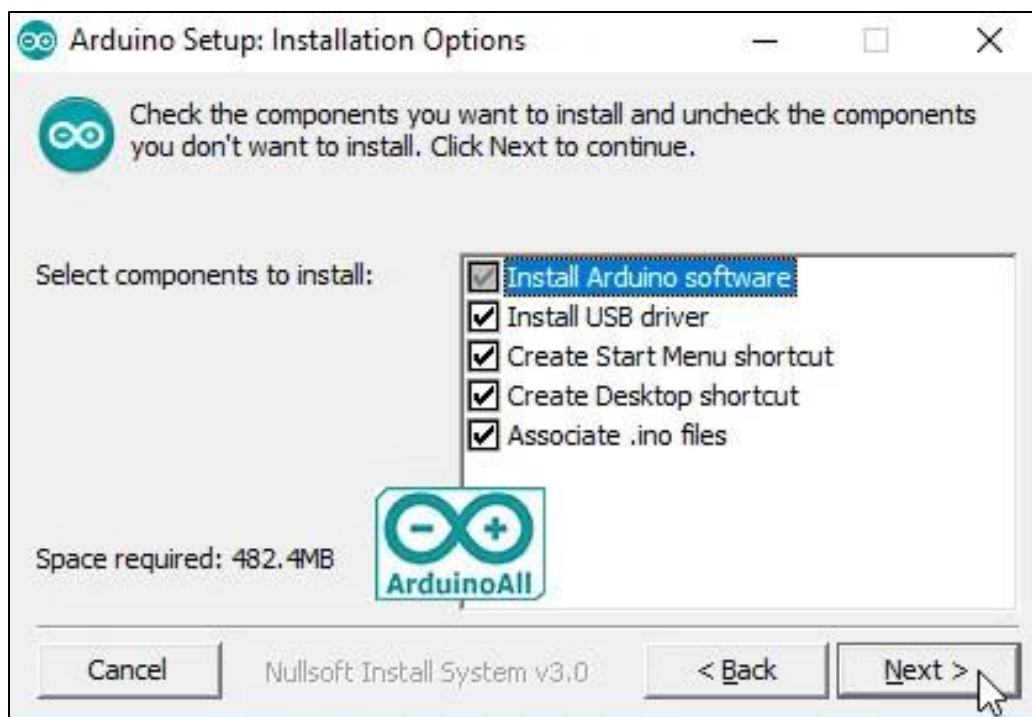 Arduino Setup: Installation Options
Check the components you want to install and uncheck the components
you don't want to install. Click Next to continue.
Select components to install:
Install Arduino software
Install USB driver
Create Start Menu shortcut
Create Desktop shortcut
Associate .ino files
Space required: 482.4MB
ArduinoAll
Cancel
Nullsoft Install System v3.0
< Back
Next >